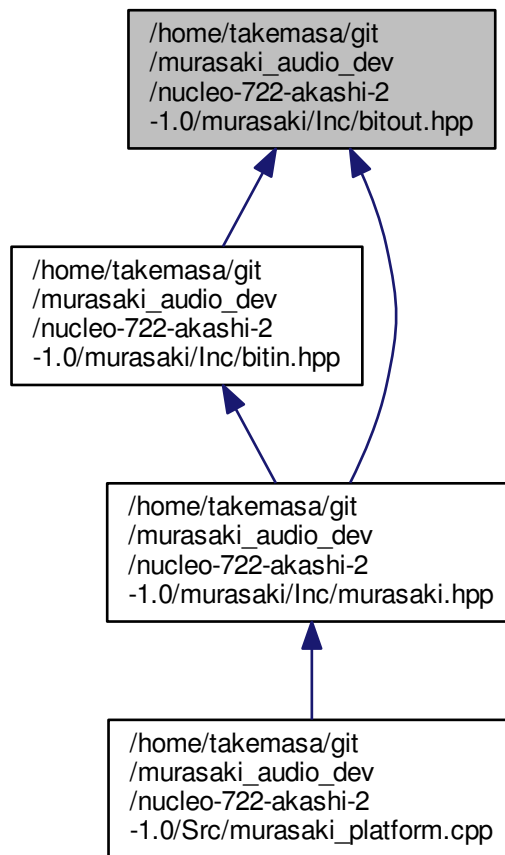 /home/takemasa/git
/murasaki_audio_dev
/nucleo-722-akashi-2
-1.0/murasaki/Inc/bitout.hpp
/home/takemasa/git
/murasaki_audio_dev
/nucleo-722-akashi-2
-1.0/murasaki/Inc/bitin.hpp
/home/takemasa/git
/murasaki_audio_dev
/nucleo-722-akashi-2
-1.0/murasaki/Inc/murasaki.hpp
/home/takemasa/git
/murasaki_audio_dev
/nucleo-722-akashi-2
-1.0/Src/murasaki_platform.cpp